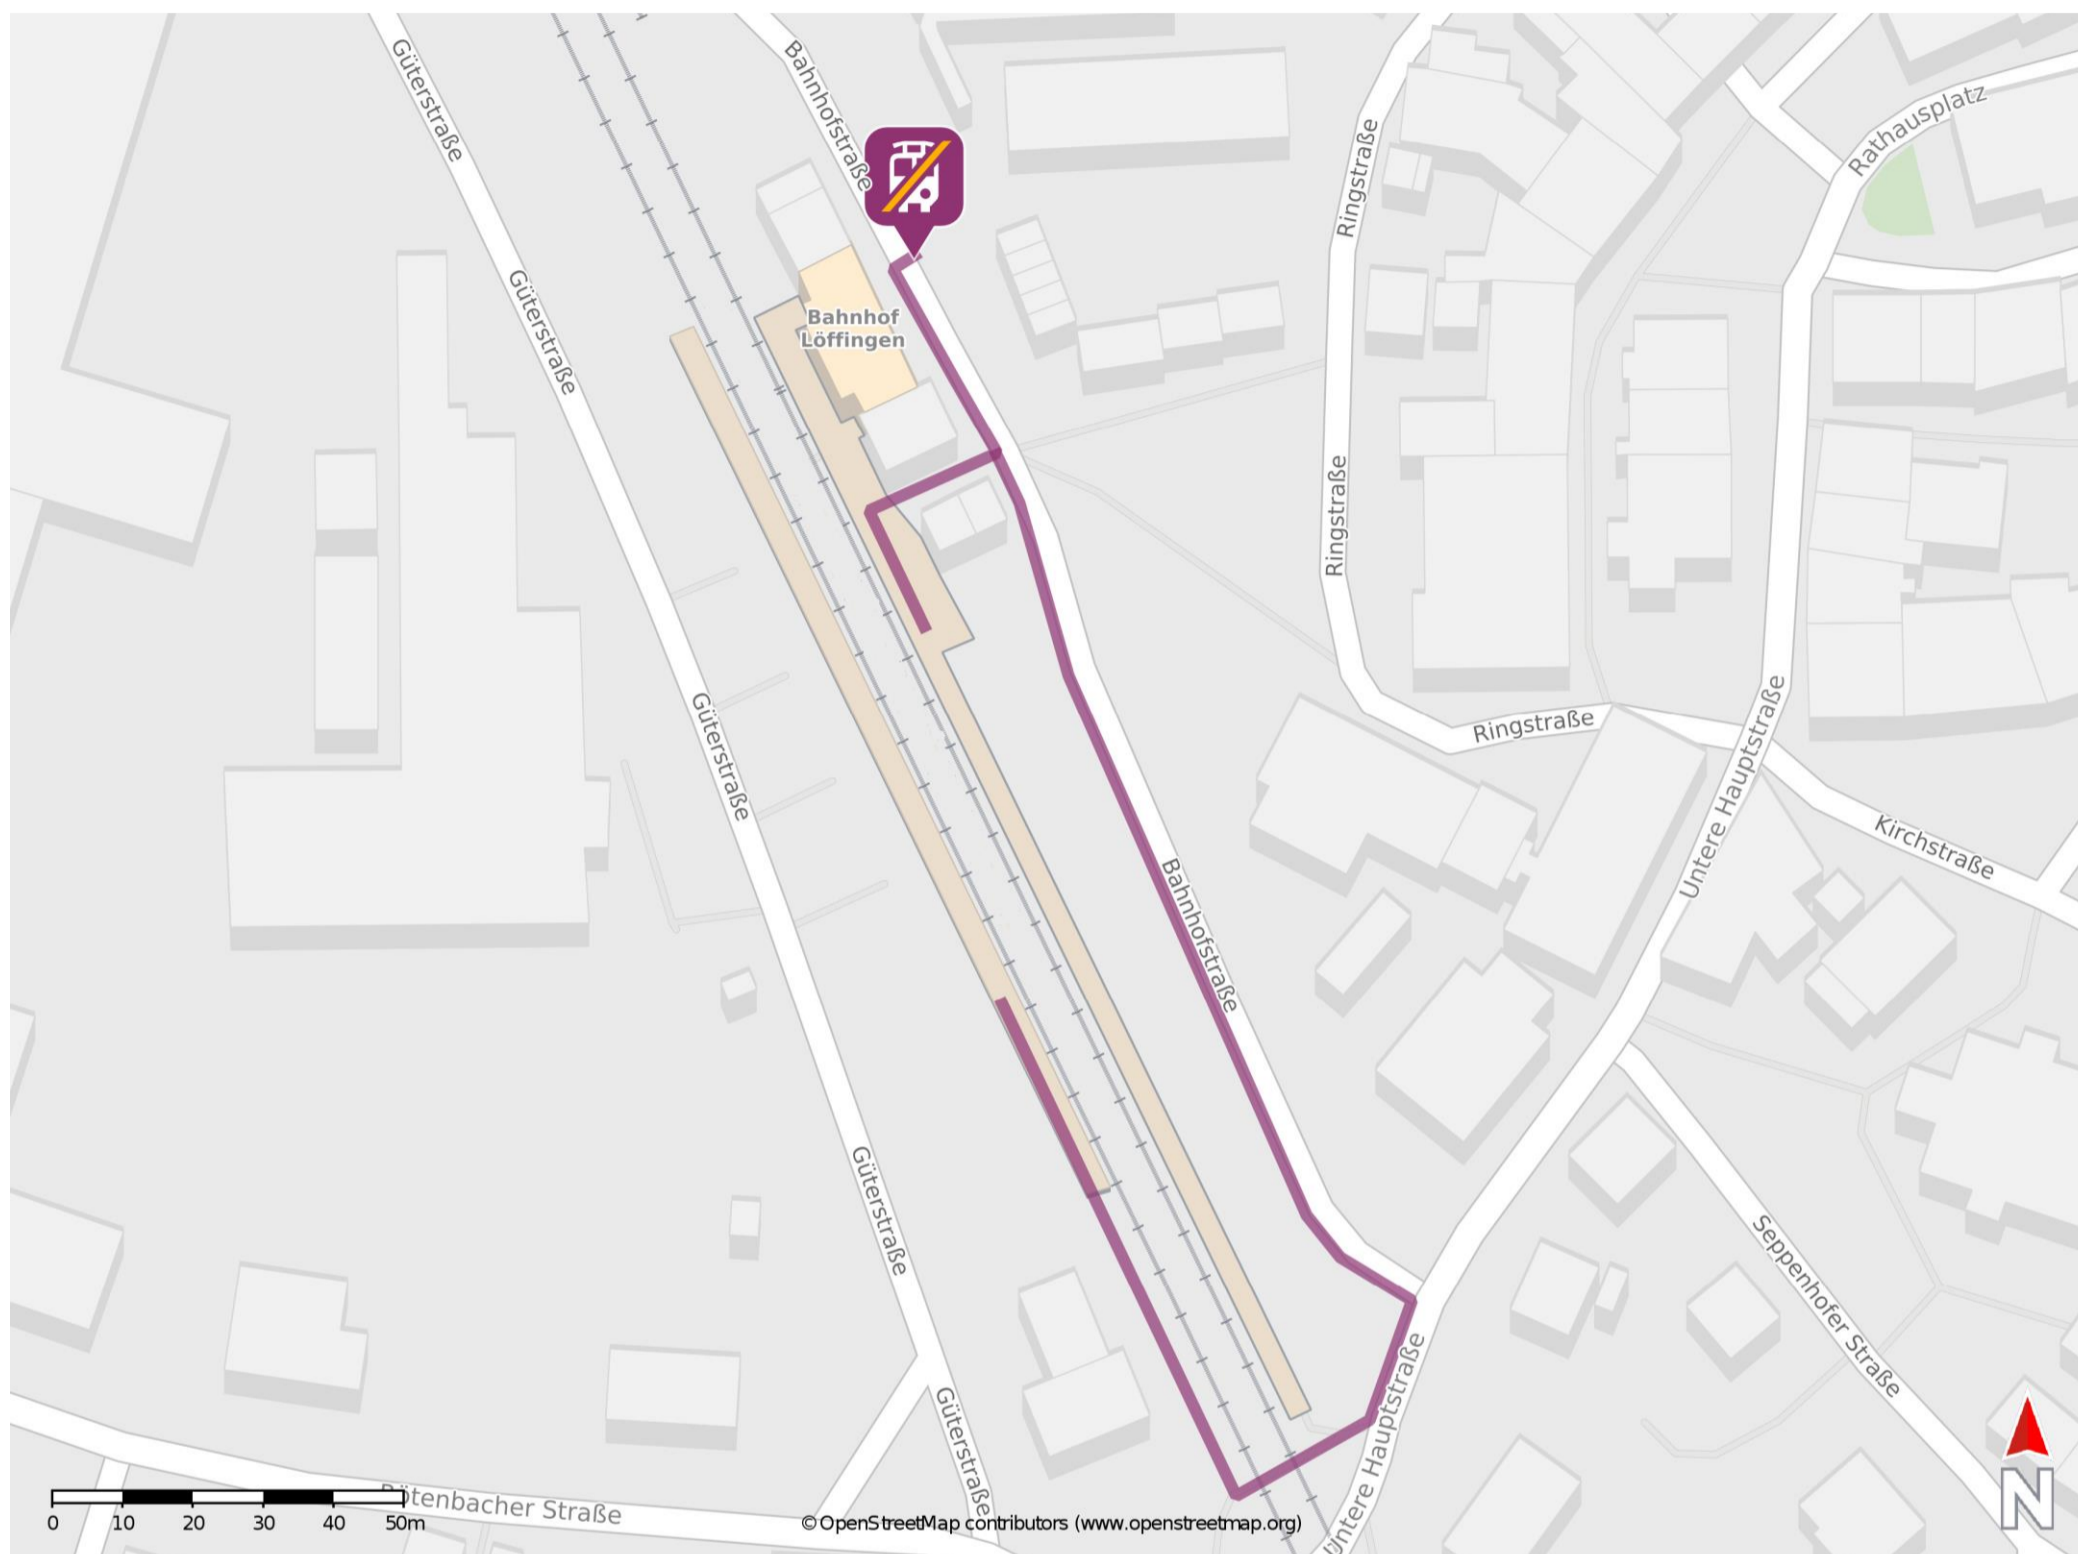 Güterstraße
Bahnhofstraße
Rathausplatz
Ringstraße
Güterstraße
Bahnhof
Löffingen
Ringstraße
Güterstraße
Ringstraße
Untere Hauptstraße
Kirchstraße
Bahnhofstraße
Güterstraße
Seppenhofer Straße
Untere Hauptstraße
Güterstraße
Rötenbacher Straße
0 10 20 30 40 50m
©OpenStreetMap contributors (www.openstreetmap.org)
N